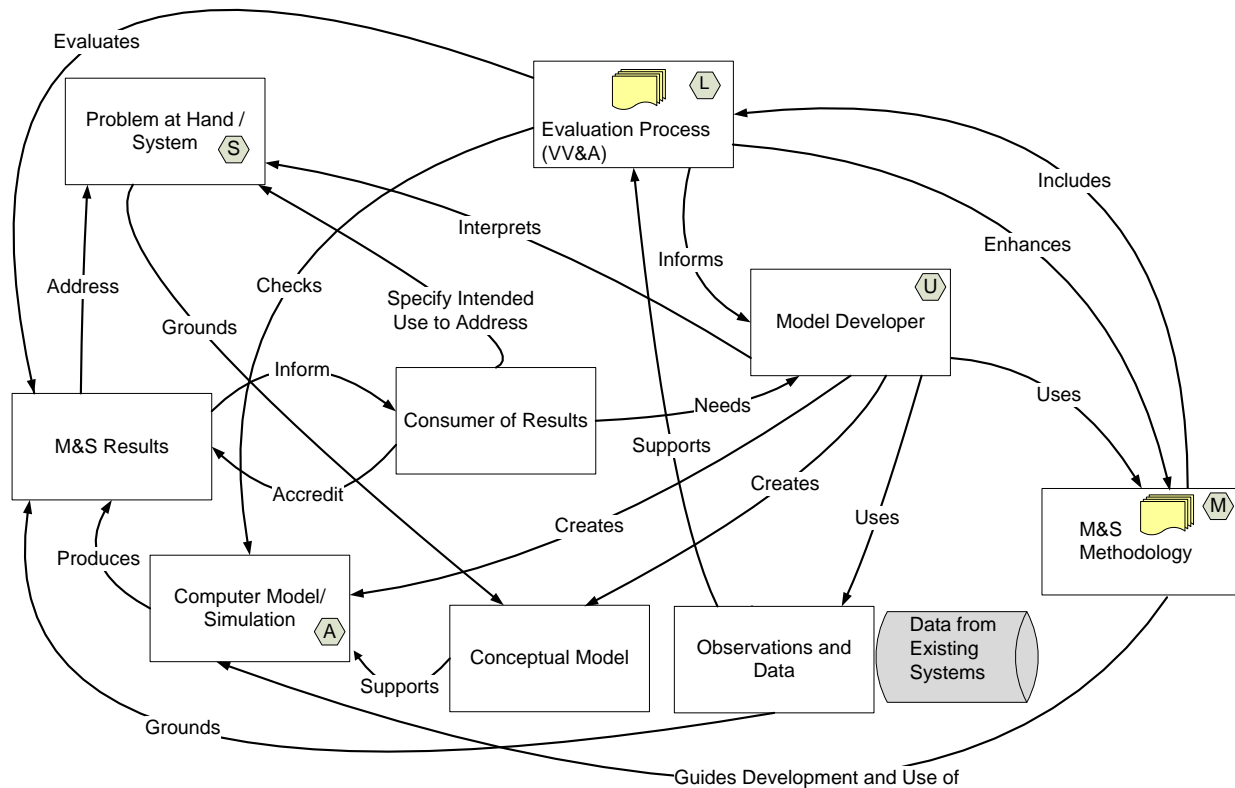 Evaluates
L
Problem at Hand /
System
S
Evaluation Process
(VV&A)
Includes
Interprets
Enhances
Informs
Address
Checks
Grounds
Specify Intended
Use to Address
U
Model Developer
Inform
Uses
Consumer of Results
Needs
M&S Results
Supports
Accredit
Creates
M
M&S
Methodology
Creates
Uses
Produces
Computer Model/
Simulation
A
Conceptual Model
Observations and
Data
Data from
Existing
Systems
Supports
Grounds
Guides Development and Use of